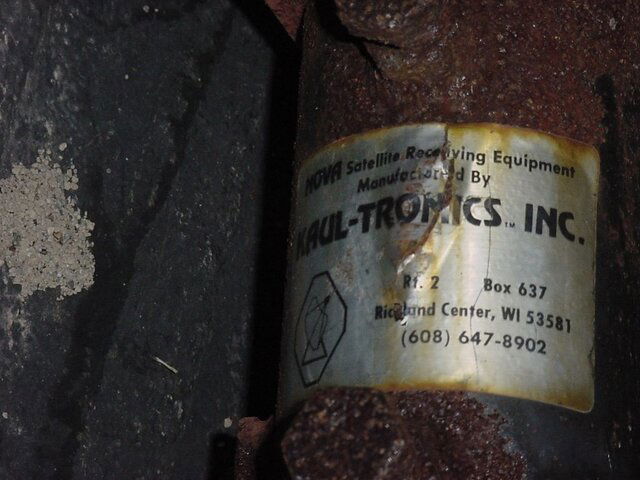 NOVA Satellite Receiving Equipment
Manufactured By
KAUL-TRONICS™ INC.
Rt. 2 Box 637
Richland Center, WI 53581
(608) 647-8902